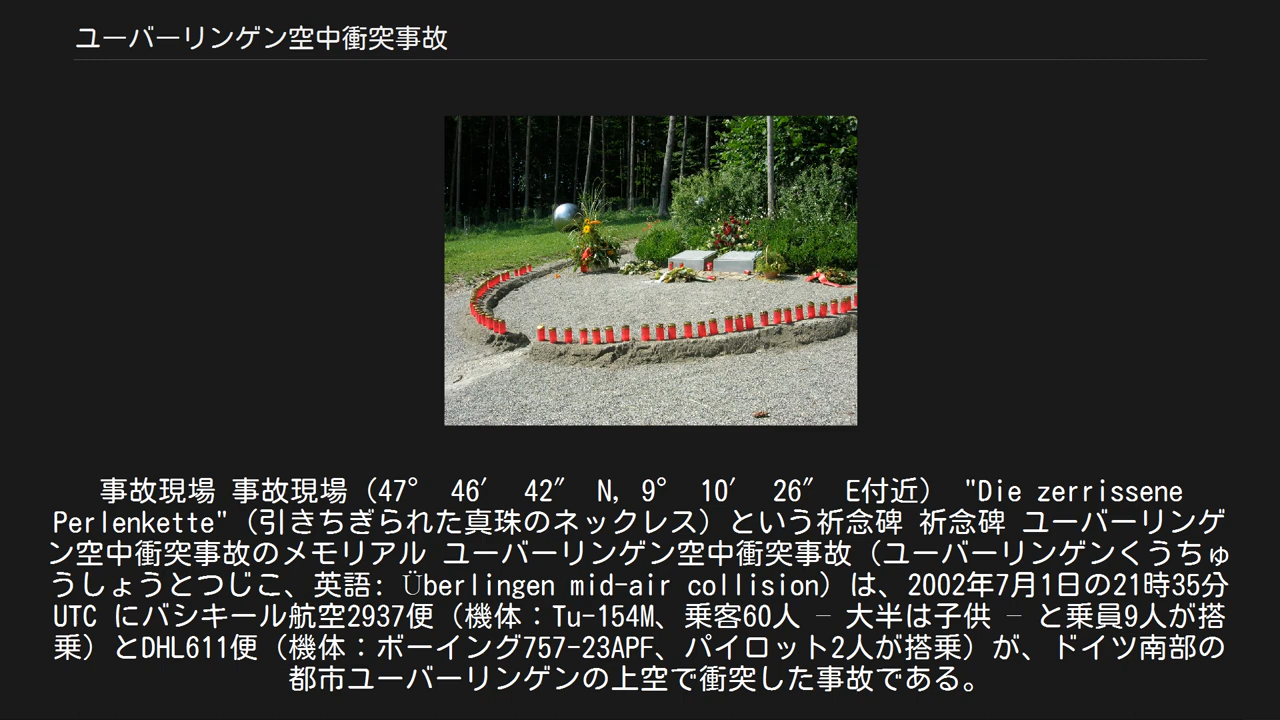 ユーバーリンゲン空中衝突事故
事故現場 事故現場（47° 46′ 42″ N, 9° 10′ 26″ E付近） "Die zerrissene
Perlenkette"（引きちぎられた真珠のネックレス）という祈念碑 祈念碑 ユーバーリンゲ
ン空中衝突事故のメモリアル ユーバーリンゲン空中衝突事故（ユーバーリンゲンくうちゅ
うしょうとつじこ、英語: Überlingen mid-air collision）は、2002年7月1日の21時35分
UTC にバシキール航空2937便（機体：Tu-154M、乗客60人 – 大半は子供 – と乗員9人が搭
乗）とDHL611便（機体：ボーイング757-23APF、パイロット2人が搭乗）が、ドイツ南部の
都市ユーバーリンゲンの上空で衝突した事故である。